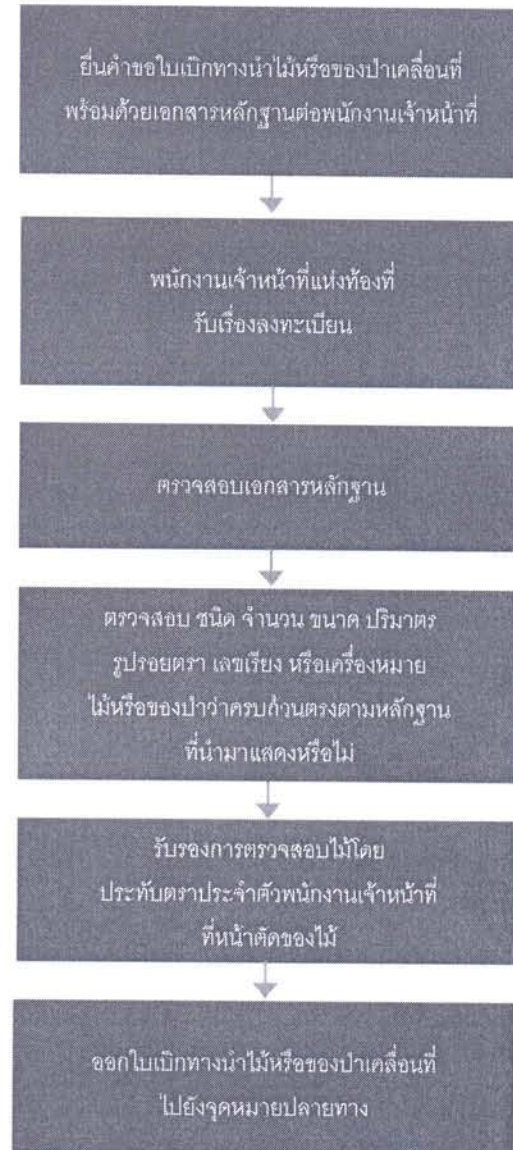 ยื่นคำขอใบเบิกทางนำไม้หรือของป่าเคลื่อนที่
พร้อมด้วยเอกสารหลักฐานต่อพนักงานเจ้าหน้าที่
พนักงานเจ้าหน้าที่แห่งท้องที่
รับเรื่องลงทะเบียน
ตรวจสอบเอกสารหลักฐาน
ตรวจสอบ ชนิด จำนวน ขนาด ปริมาตร
รูปรอยตรา เลขเรียง หรือเครื่องหมาย
ไม้หรือของป่าว่าครบถ้วนตรงตามหลักฐาน
ที่นำมาแสดงหรือไม่
รับรองการตรวจสอบไม้โดย
ประทับตราประจำตัวพนักงานเจ้าหน้าที่
ที่หน้าตัดของไม้
ออกใบเบิกทางนำไม้หรือของป่าเคลื่อนที่
ไปยังจุดหมายปลายทาง